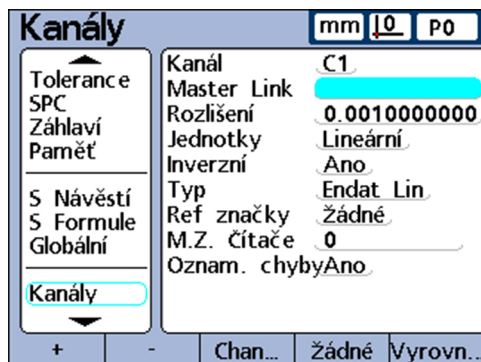 Kanály
mm
0
P0
Tolerance
SPC
Záhlaví
Paměť
S Návěstí
S Formule
Globální
Kanály
Kanál C1
Master Link
Rozlišení 0.0010000000
Jednotky Lineární
Inverzní Ano
Typ Endat Lin
Ref značky Žádné
M.Z. Čítače 0
Oznam. chyby Ano
+ - Chan... Žádné Vyrovn..